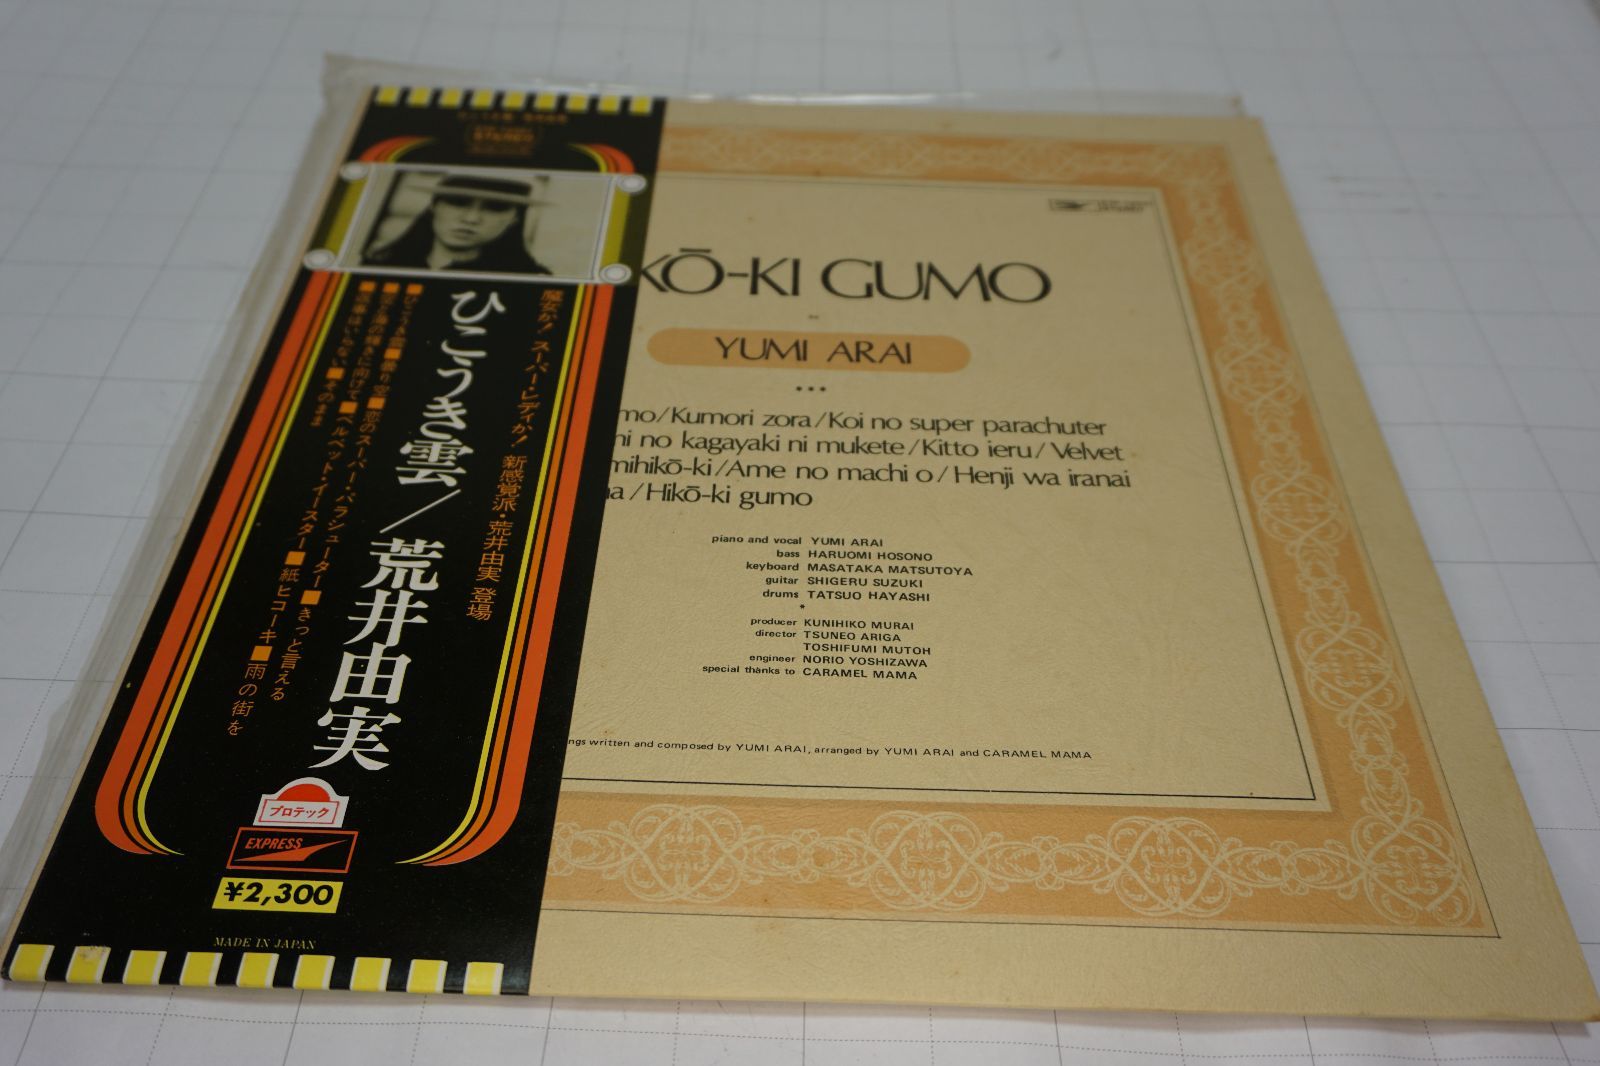 STEREO
魔女か! スーパー・レディか! 新感覚派・荒井由実 登場
ひこうき雲/荒井由実
■ひこうき雲■曇り空■恋のスーパー・パラシューター■きっと言える
■空と海の輝きに向けて■ベルベット・イースター■紙ヒコーキ■雨の街を
■返事はいらない■そのまま
プロテック
EXPRESS
¥2,300
MADE IN JAPAN
KŌ-KI GUMO
YUMI ARAI
mo/Kumori zora/Koi no super parachuter
ni no kagayaki ni mukete/Kitto ieru/Velvet
mihikō-ki/Ame no machi o/Henji wa iranai
na/Hikō-ki gumo
piano and vocal YUMI ARAI
bass HARUOMI HOSONO
keyboard MASATAKA MATSUTOYA
guitar SHIGERU SUZUKI
drums TATSUO HAYASHI
*
producer KUNIHIKO MURAI
director TSUNEO ARIGA
TOSHIFUMI MUTOH
engineer NORIO YOSHIZAWA
special thanks to CARAMEL MAMA
ngs written and composed by YUMI ARAI, arranged by YUMI ARAI and CARAMEL MAMA